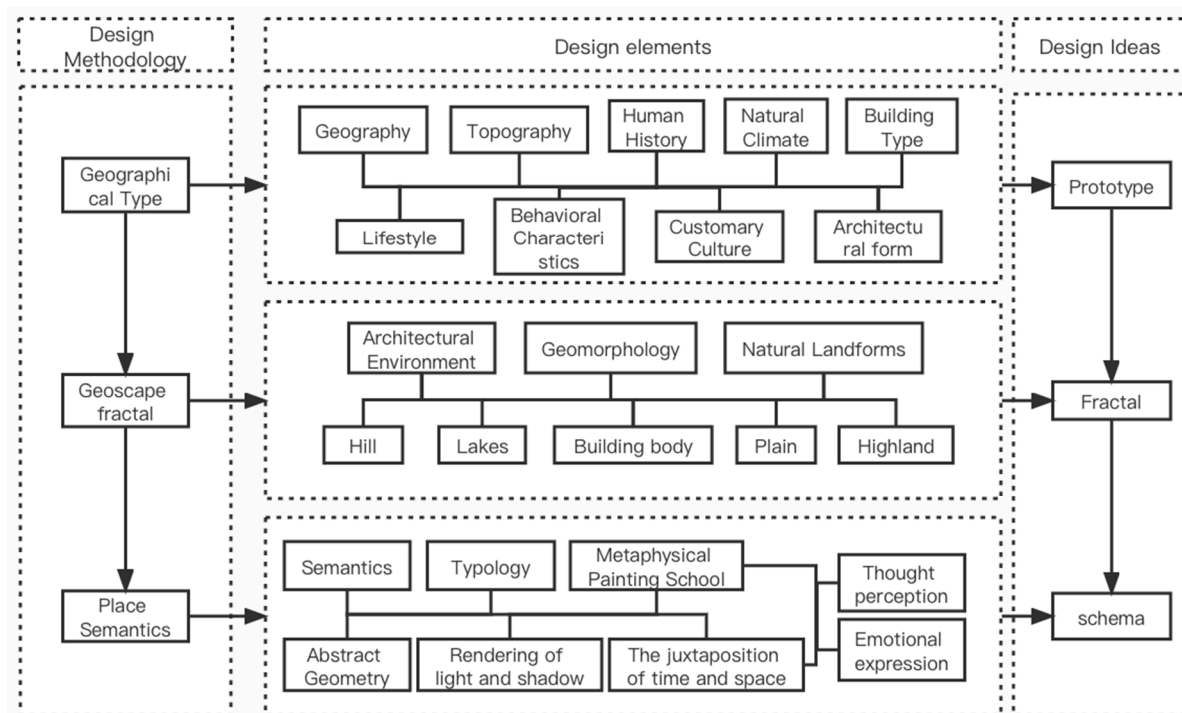 Design
Methodology
Design elements
Design Ideas
Geography
Topography
Human
History
Natural
Climate
Building
Type
Geographi
cal Type
Prototype
Lifestyle
Behavioral
Characteri
stics
Customary
Culture
Architectu
ral form
Architectural
Environment
Geomorphology
Natural Landforms
Geoscape
fractal
Fractal
Hill
Lakes
Building body
Plain
Highland
Semantics
Typology
Metaphysical
Painting School
Thought
perception
Place
Semantics
schema
Abstract
Geometry
Rendering of
light and shadow
The juxtaposition
of time and space
Emotional
expression